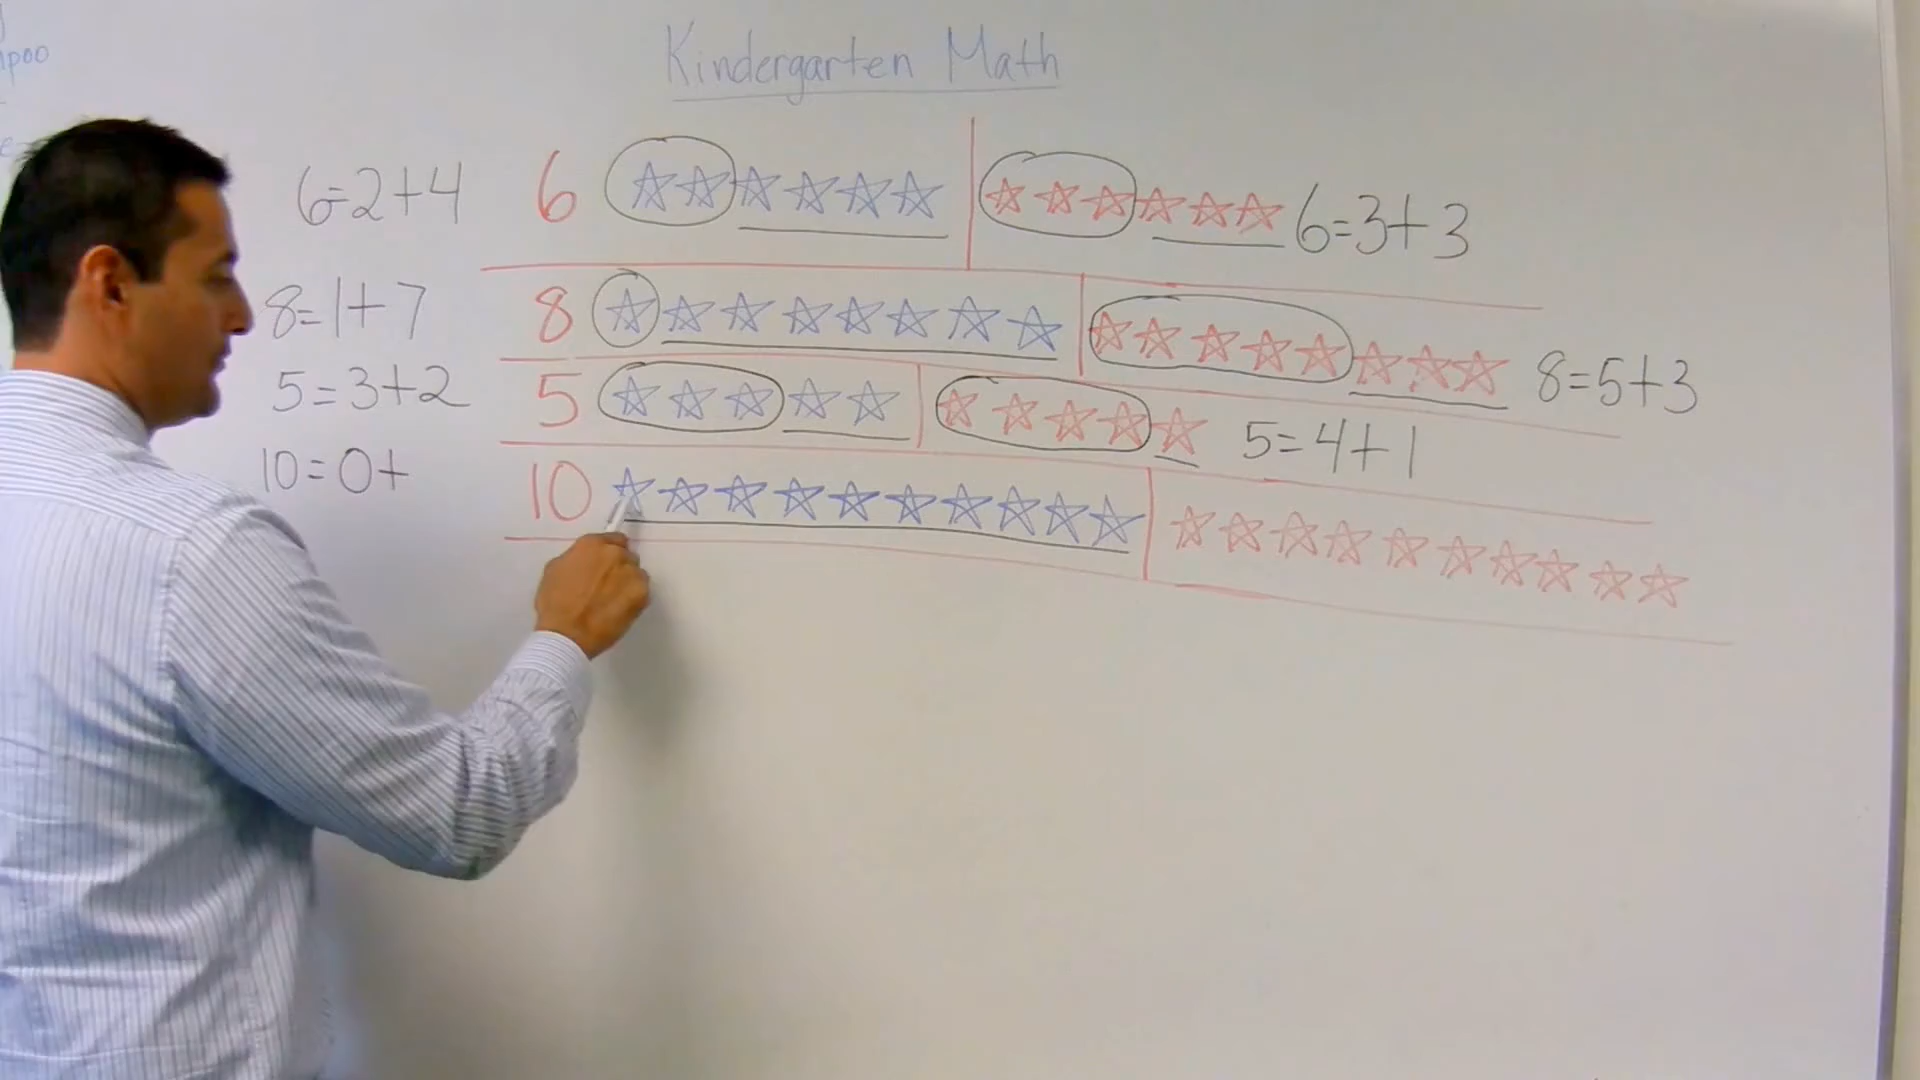 poo
Kindergarten Math
6=2+4 6 6=3+3
8=1+7 8 8=5+3
5=3+2 5 5=4+1
10=0+ 10